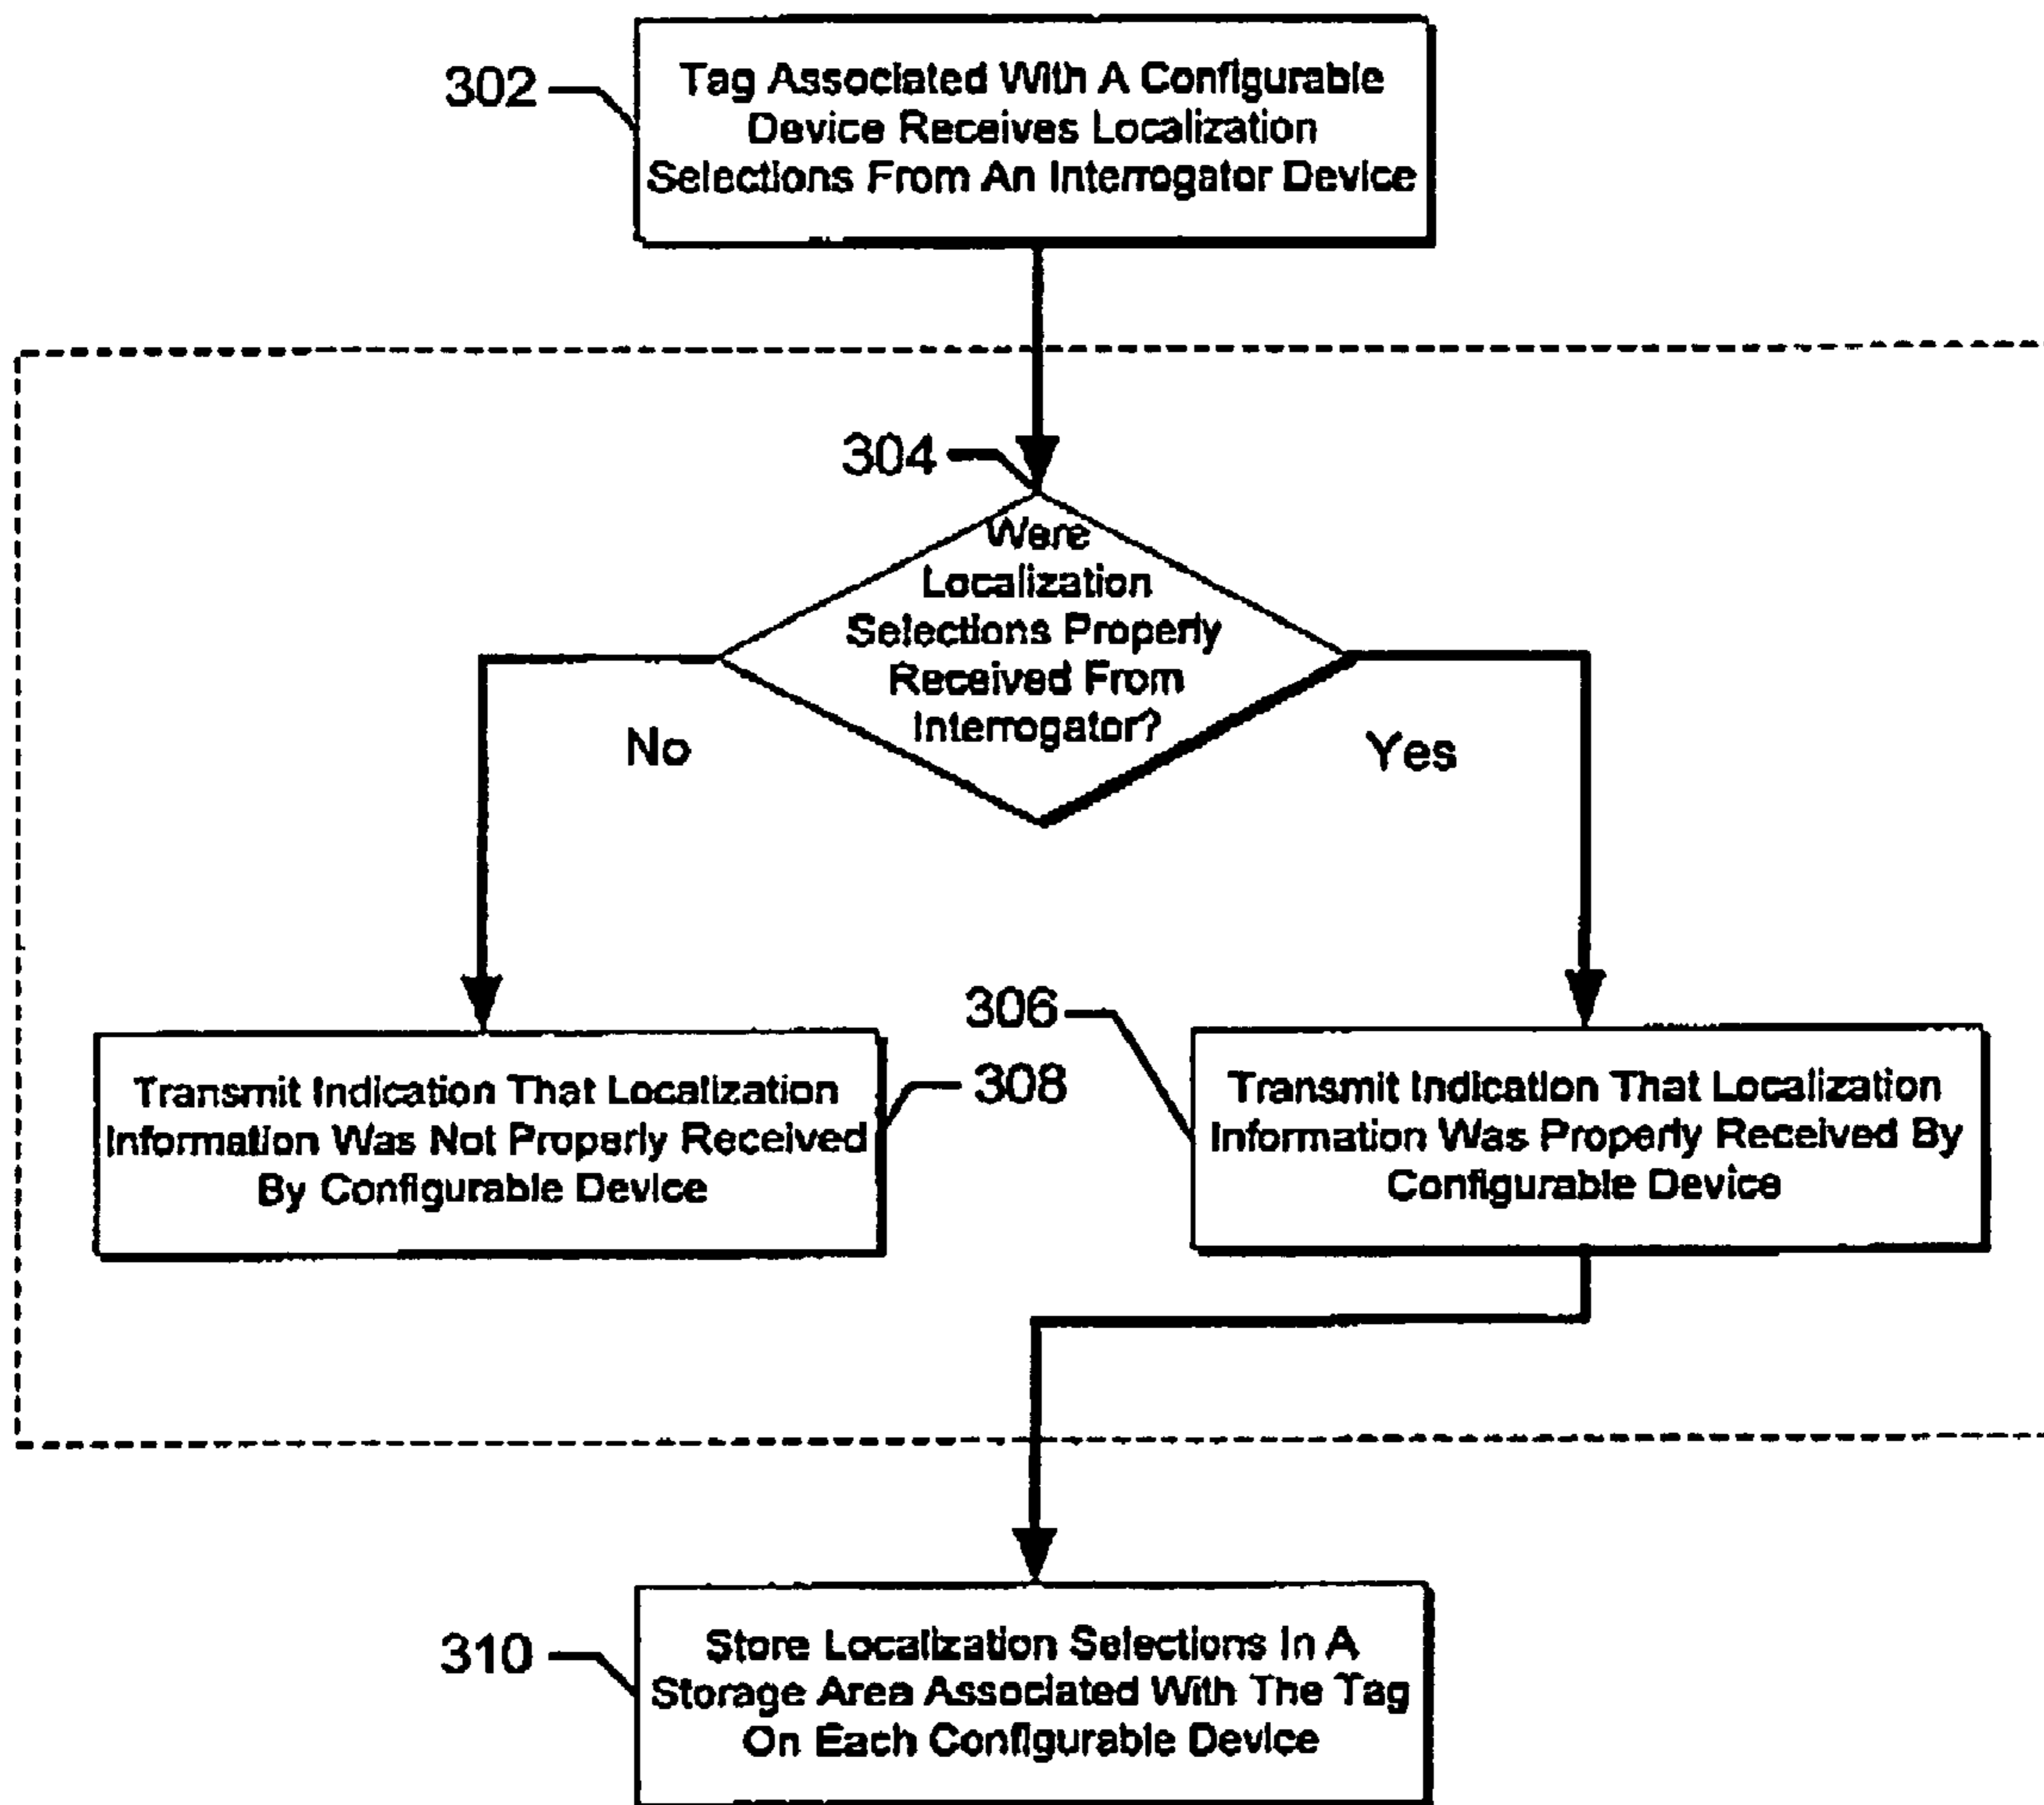 302
Tag Associated With A Configurable
Device Receives Localization
Selections From An Interrogator Device
304
Were
Localization
Selections Properly
Received From
Interrogator?
No
Yes
306
308
Transmit Indication That Localization
Information Was Not Properly Received
By Configurable Device
Transmit Indication That Localization
Information Was Properly Received By
Configurable Device
310
Store Localization Selections In A
Storage Area Associated With The Tag
On Each Configurable Device